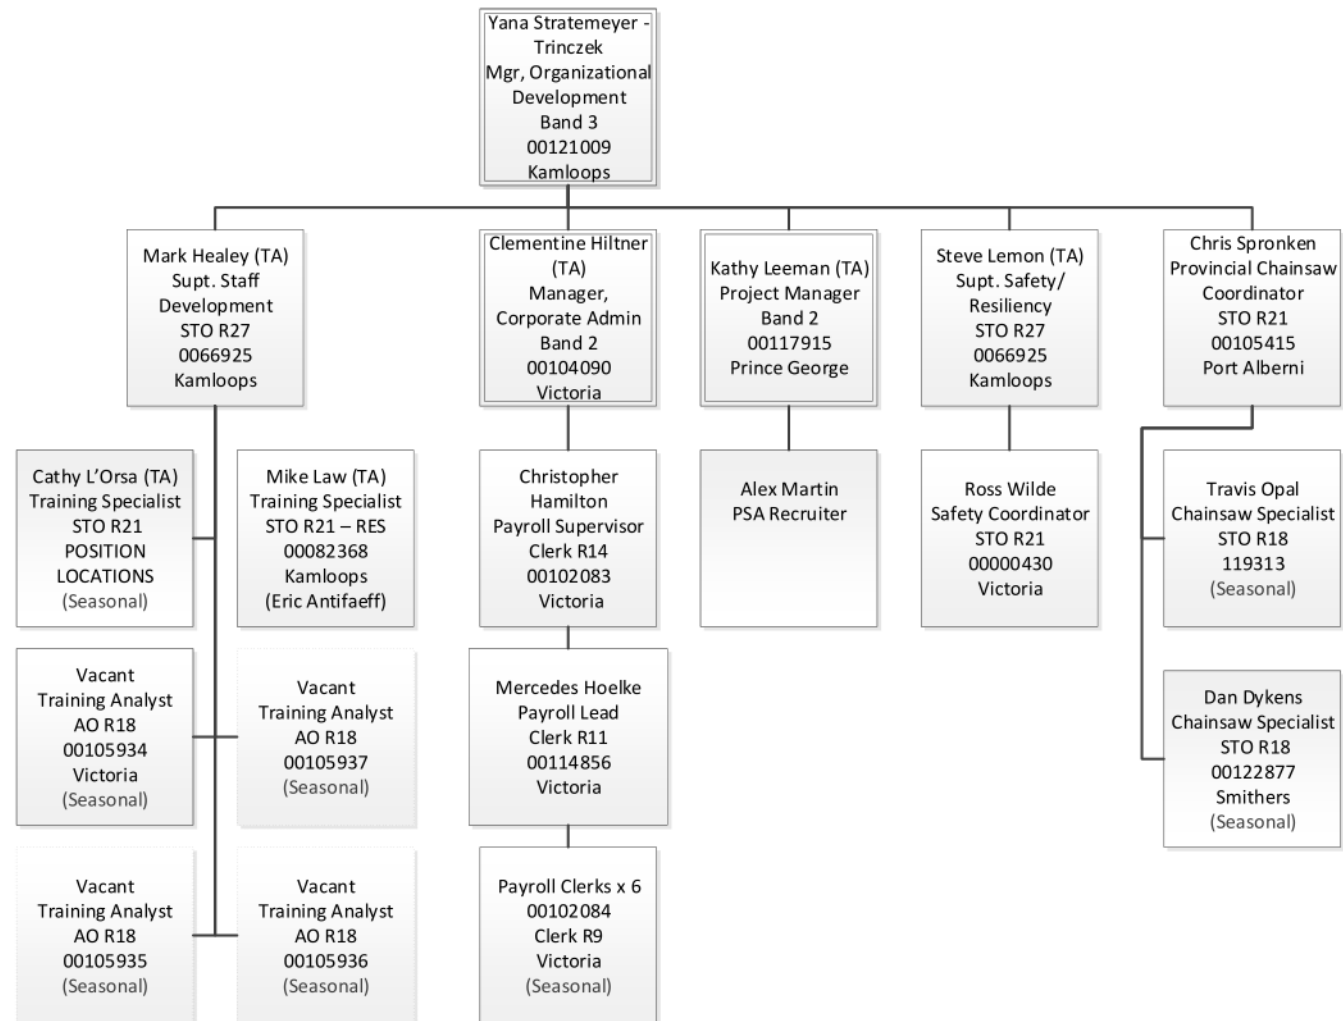 Yana Stratemeyer -
Trinczek
Mgr, Organizational
Development
Band 3
00121009
Kamloops
Mark Healey (TA)
Supt. Staff
Development
STO R27
0066925
Kamloops
Clementine Hiltner
(TA)
Manager,
Corporate Admin
Band 2
00104090
Victoria
Kathy Leeman (TA)
Project Manager
Band 2
00117915
Prince George
Steve Lemon (TA)
Supt. Safety/
Resiliency
STO R27
0066925
Kamloops
Chris Spronken
Provincial Chainsaw
Coordinator
STO R21
00105415
Port Alberni
Cathy L’Orsa (TA)
Training Specialist
STO R21
POSITION
LOCATIONS
(Seasonal)
Mike Law (TA)
Training Specialist
STO R21 – RES
00082368
Kamloops
(Eric Antifaeff)
Christopher
Hamilton
Payroll Supervisor
Clerk R14
00102083
Victoria
Alex Martin
PSA Recruiter
Ross Wilde
Safety Coordinator
STO R21
00000430
Victoria
Travis Opal
Chainsaw Specialist
STO R18
119313
(Seasonal)
Vacant
Training Analyst
AO R18
00105934
Victoria
(Seasonal)
Vacant
Training Analyst
AO R18
00105937
(Seasonal)
Mercedes Hoelke
Payroll Lead
Clerk R11
00114856
Victoria
Dan Dykens
Chainsaw Specialist
STO R18
00122877
Smithers
(Seasonal)
Vacant
Training Analyst
AO R18
00105935
(Seasonal)
Vacant
Training Analyst
AO R18
00105936
(Seasonal)
Payroll Clerks x 6
00102084
Clerk R9
Victoria
(Seasonal)